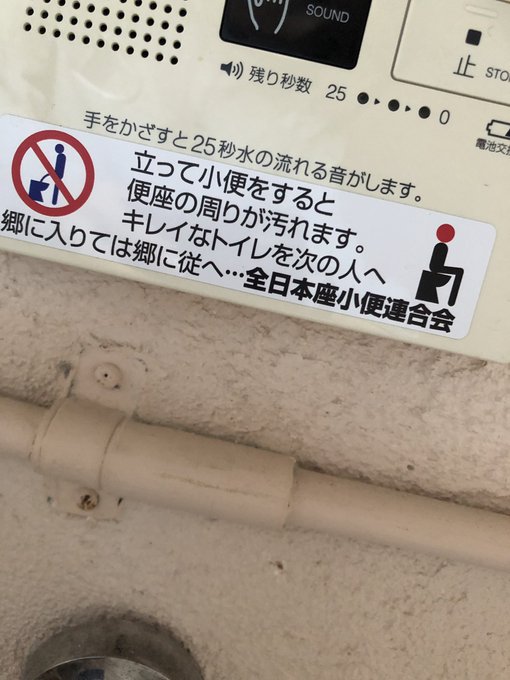 SOUND
残り秒数 25 0
止 STO
電池交
手をかざすと25秒水の流れる音がします。
立って小便をすると
便座の周りが汚れます。
キレイなトイレを次の人へ
郷に入りては郷に従へ…全日本座小便連合会